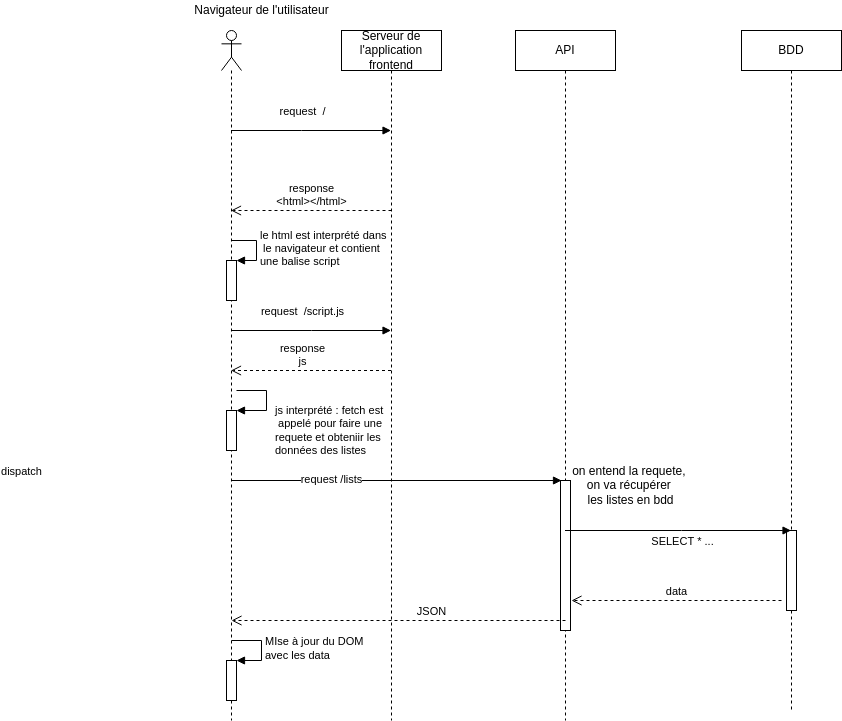 Navigateur de l'utilisateur
Serveur de
l'application
frontend
API
BDD
request /
response
<html></html>
le html est interprété dans
le navigateur et contient
une balise script
request /script.js
response
js
js interprété : fetch est
appelé pour faire une
requete et obteniir les
données des listes
dispatch
request /lists
on entend la requete,
on va récupérer
les listes en bdd
SELECT * ...
data
JSON
MIse à jour du DOM
avec les data